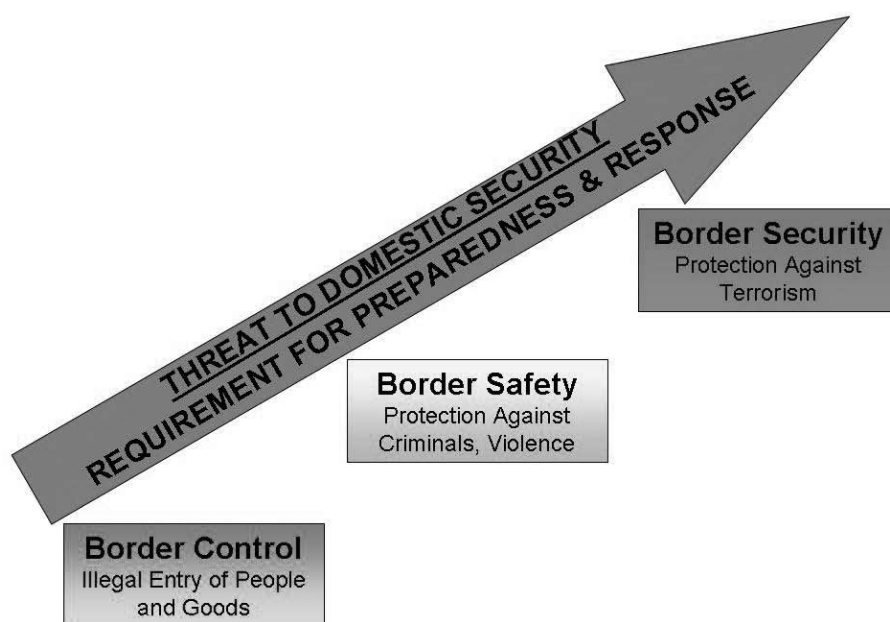 THREAT TO DOMESTIC SECURITY
REQUIREMENT FOR PREPAREDNESS & RESPONSE
Border Security
Protection Against
Terrorism
Border Safety
Protection Against
Criminals, Violence
Border Control
Illegal Entry of People
and Goods